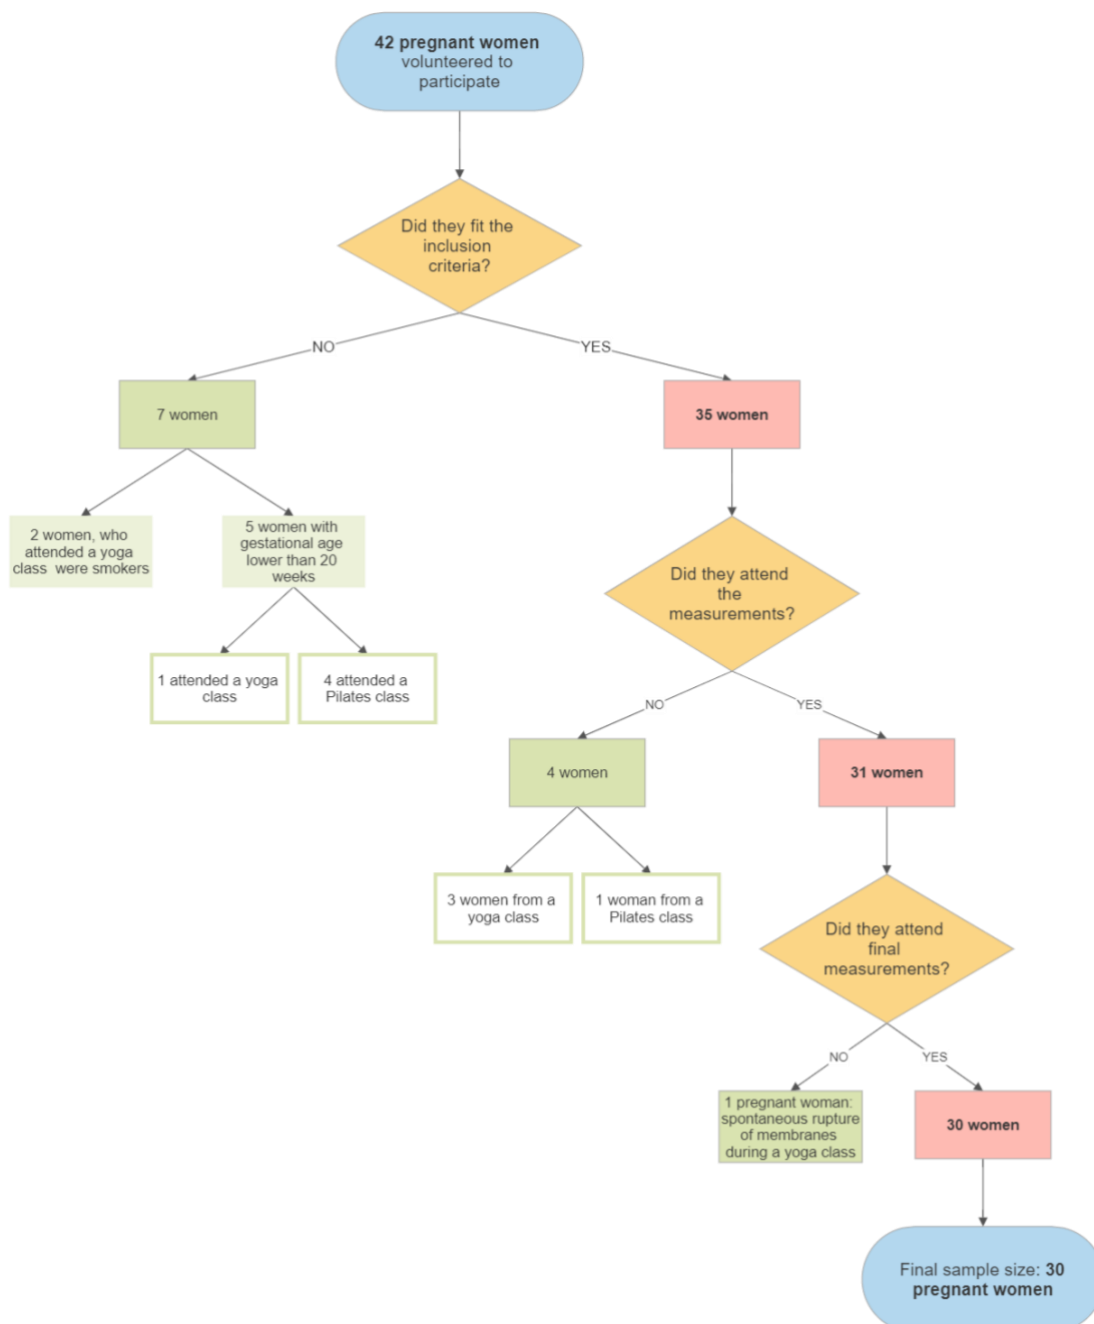 42 pregnant women
volunteered to
participate
Did they fit the
inclusion
criteria?
NO
YES
7 women
35 women
2 women, who
attended a yoga
class were smokers
5 women with
gestational age
lower than 20
weeks
Did they attend
the
measurements?
1 attended a yoga
class
4 attended a
Pilates class
NO
YES
4 women
31 women
3 women from a
yoga class
1 woman from a
Pilates class
Did they attend
final
measurements?
NO
YES
1 pregnant woman:
spontaneous rupture
of membranes
during a yoga class
30 women
Final sample size: 30
pregnant women